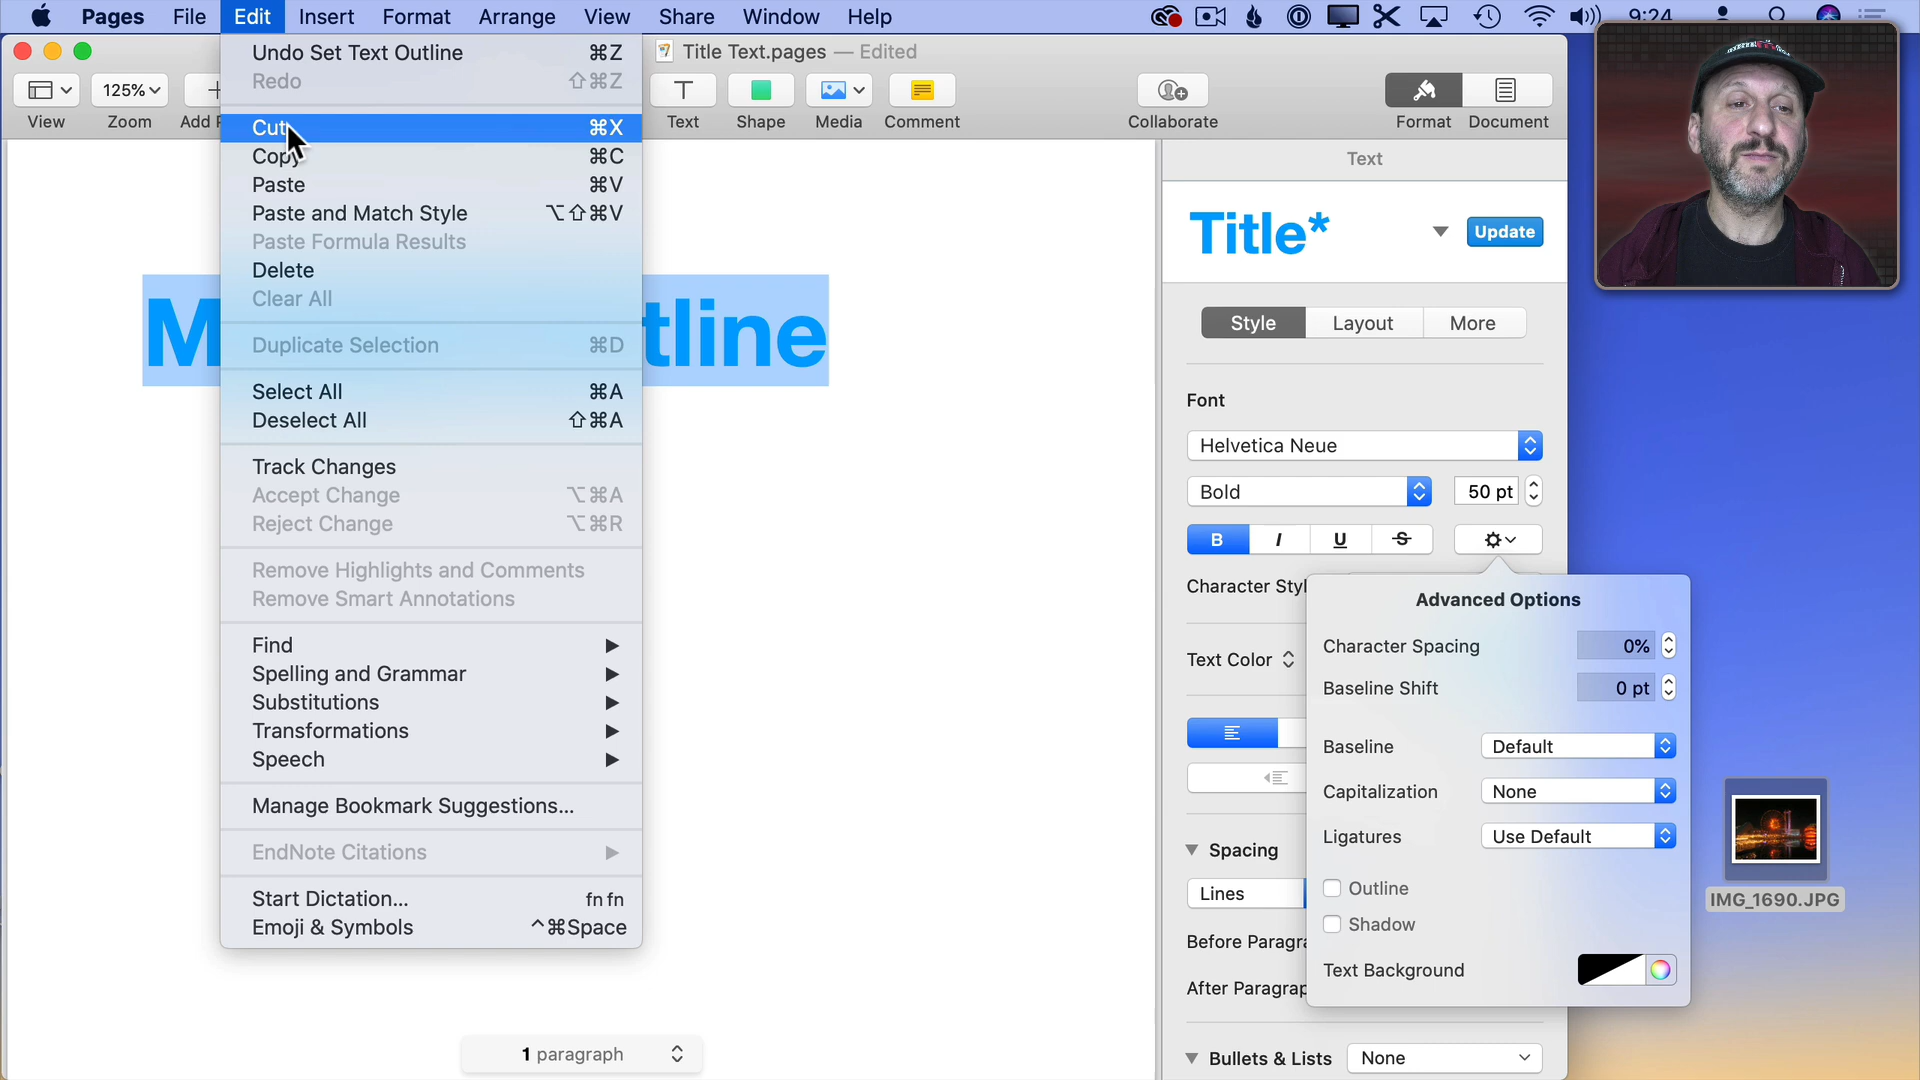 Pages File Edit Insert Format Arrange View Share Window Help 9:24
Undo Set Text Outline ⌘Z
Redo ⇧⌘Z
Cut ⌘X
Copy ⌘C
Paste ⌘V
Paste and Match Style ⌥⇧⌘V
Paste Formula Results
Delete
Clear All
Duplicate Selection ⌘D
Select All ⌘A
Deselect All ⇧⌘A
Track Changes
Accept Change ⌥⌘A
Reject Change ⌥⌘R
Remove Highlights and Comments
Remove Smart Annotations
Find
Spelling and Grammar
Substitutions
Transformations
Speech
Manage Bookmark Suggestions...
EndNote Citations
Start Dictation... fn fn
Emoji & Symbols ^⌘Space
Title Text.pages — Edited
125%
View Zoom Add P Text Shape Media Comment Collaborate Format Document
M tline
1 paragraph
Text
Title* Update
Style Layout More
Font
Helvetica Neue
Bold 50 pt
B I U S
Character Styl
Text Color
Spacing
Lines
Before Paragra
After Paragrap
Bullets & Lists None
Advanced Options
Character Spacing 0%
Baseline Shift 0 pt
Baseline Default
Capitalization None
Ligatures Use Default
Outline
Shadow
Text Background
IMG_1690.JPG